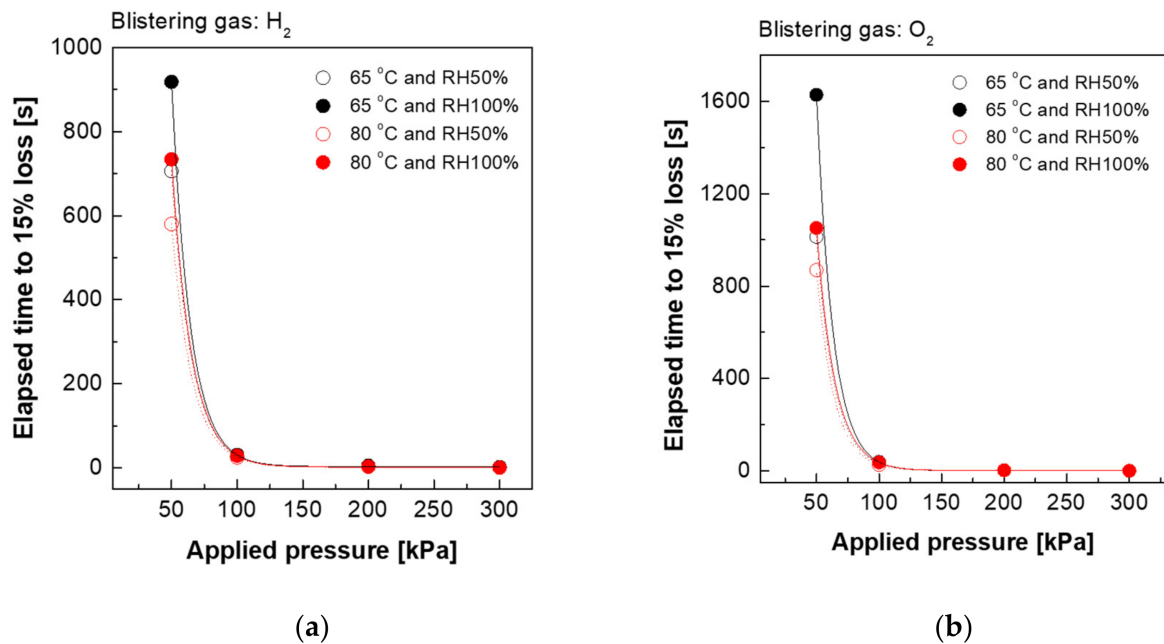 Blistering gas: H₂
1000
800
600
400
200
0
Elapsed time to 15% loss [s]
65 °C and RH50%
65 °C and RH100%
80 °C and RH50%
80 °C and RH100%
50 100 150 200 250 300
Applied pressure [kPa]
(a)
Blistering gas: O₂
1600
1200
800
400
0
Elapsed time to 15% loss [s]
65 °C and RH50%
65 °C and RH100%
80 °C and RH50%
80 °C and RH100%
50 100 150 200 250 300
Applied pressure [kPa]
(b)